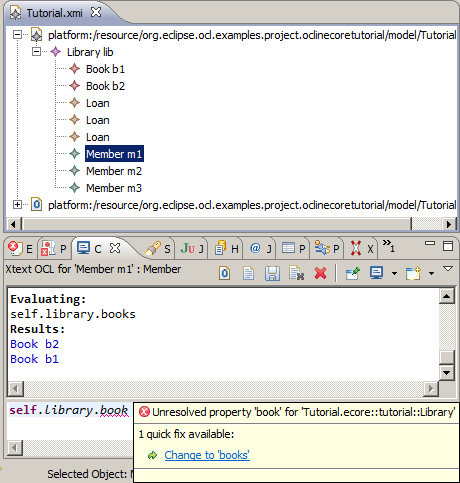 Tutorial.xmi
platform:/resource/org.eclipse.ocl.examples.project.oclinecoretutorial/model/Tutorial
Library lib
Book b1
Book b2
Loan
Loan
Loan
Member m1
Member m2
Member m3
platform:/resource/org.eclipse.ocl.examples.project.oclinecoretutorial/model/Tutorial
E P C S J H @ J P P X »1
Xtext OCL for 'Member m1' : Member
Evaluating:
self.library.books
Results:
Book b2
Book b1
self.library.book
Unresolved property 'book' for 'Tutorial.ecore::tutorial::Library'
1 quick fix available:
Change to 'books'
Selected Object: